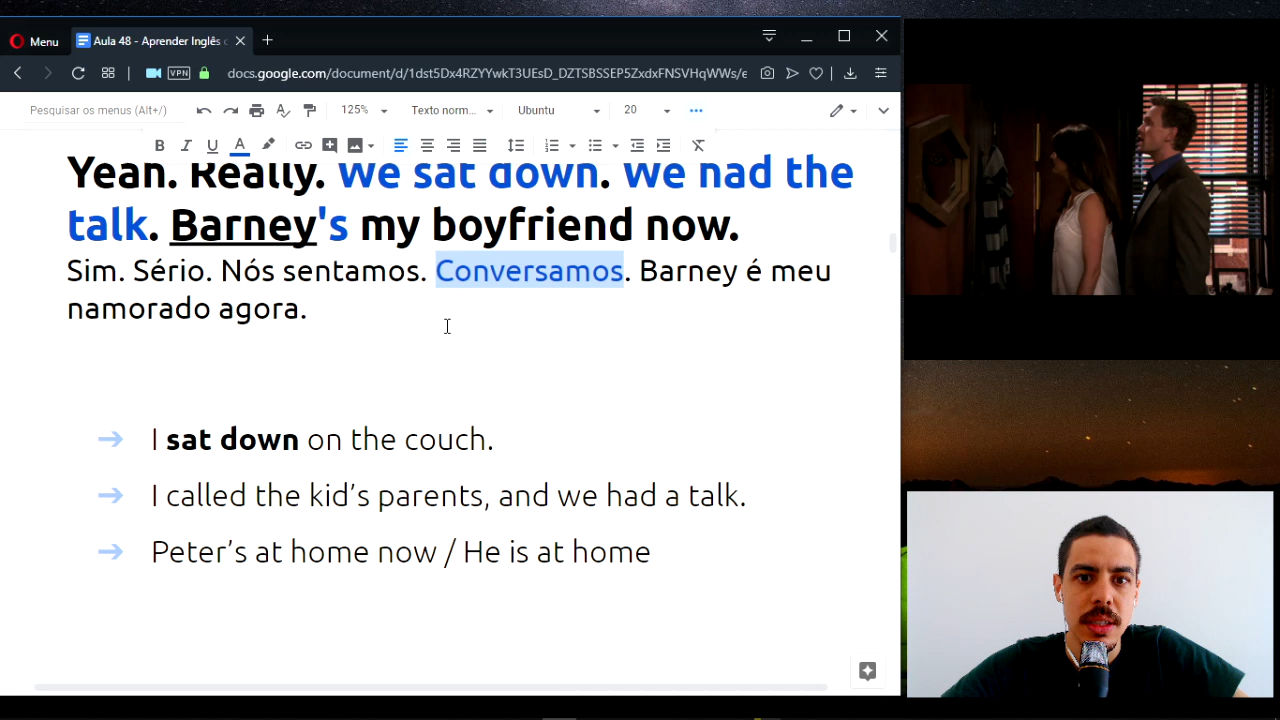 Menu
Aula 48 - Aprender Inglês c
docs.google.com/document/d/1dst5Dx4RZYYwkT3UEsD_DZTSBSSEP5ZxdxFNSVHqWWs/e
VPN
Pesquisar os menus (Alt+/)
125%
Texto norm...
Ubuntu
20
B I U A
Yeah. Really. We sat down. We had the
talk. Barney's my boyfriend now.
Sim. Sério. Nós sentamos. Conversamos. Barney é meu
namorado agora.
➔ I sat down on the couch.
➔ I called the kid’s parents, and we had a talk.
➔ Peter’s at home now / He is at home